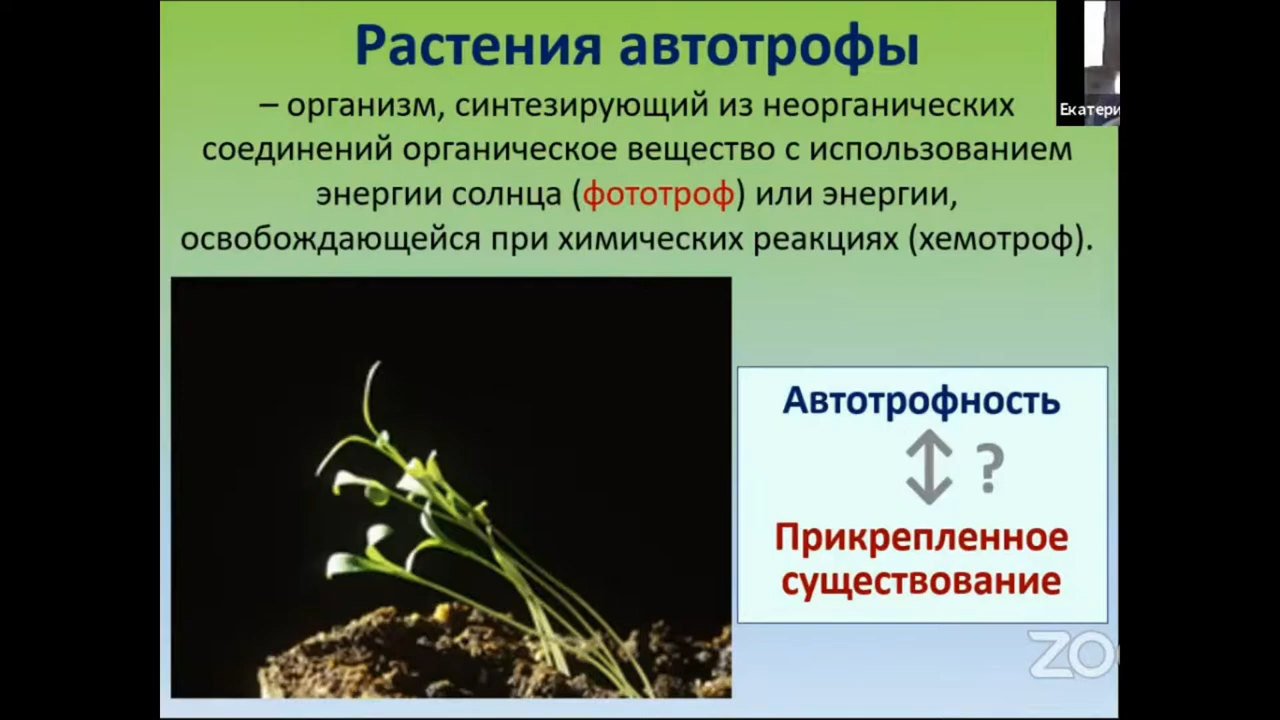 Растения автотрофы
– организм, синтезирующий из неорганических
соединений органическое вещество с использованием
энергии солнца (фототроф) или энергии,
освобождающейся при химических реакциях (хемотроф).
Автотрофность
?
Прикрепленное
существование